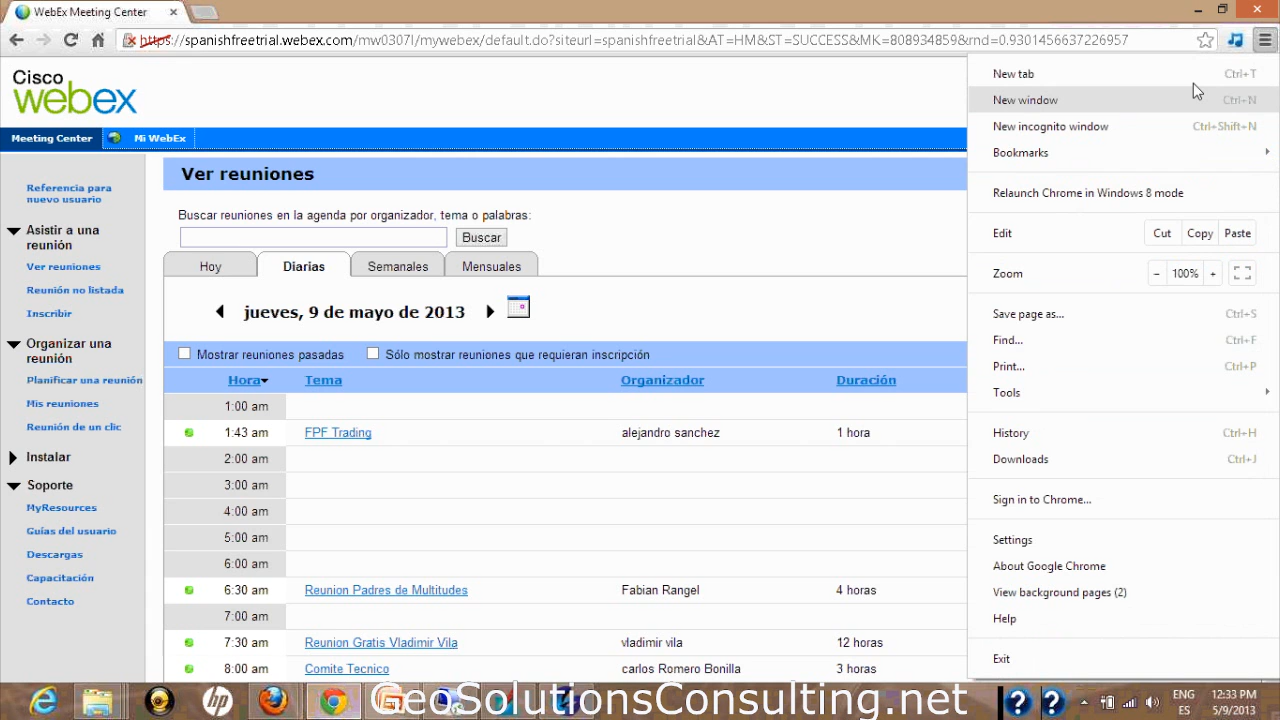 WebEx Meeting Center
https://spanishfreetrial.webex.com/mw0307l/mywebex/default.do?siteurl=spanishfreetrial&AT=HM&ST=SUCCESS&MK=808934859&rnd=0.9301456637226957
Cisco
webex
Meeting Center
Mi WebEx
Referencia para
nuevo usuario
Asistir a una
reunión
Ver reuniones
Reunión no listada
Inscribir
Organizar una
reunión
Planificar una reunión
Mis reuniones
Reunión de un clic
Instalar
Soporte
MyResources
Guías del usuario
Descargas
Capacitación
Contacto
Ver reuniones
Buscar reuniones en la agenda por organizador, tema o palabras:
Buscar
Hoy Diarias Semanales Mensuales
jueves, 9 de mayo de 2013
Mostrar reuniones pasadas Sólo mostrar reuniones que requieran inscripción
Hora Tema Organizador Duración
1:00 am
1:43 am FPF Trading alejandro sanchez 1 hora
2:00 am
3:00 am
4:00 am
5:00 am
6:00 am
6:30 am Reunion Padres de Multitudes Fabian Rangel 4 horas
7:00 am
7:30 am Reunion Gratis Vladimir Vila vladimir vila 12 horas
8:00 am Comite Tecnico carlos Romero Bonilla 3 horas
New tab Ctrl+T
New window Ctrl+N
New incognito window Ctrl+Shift+N
Bookmarks
Relaunch Chrome in Windows 8 mode
Edit Cut Copy Paste
Zoom − 100% +
Save page as... Ctrl+S
Find... Ctrl+F
Print... Ctrl+P
Tools
History Ctrl+H
Downloads Ctrl+J
Sign in to Chrome...
Settings
About Google Chrome
View background pages (2)
Help
Exit
hp
GeoSolutionsConsulting.net
ENG
ES
12:33 PM
5/9/2013